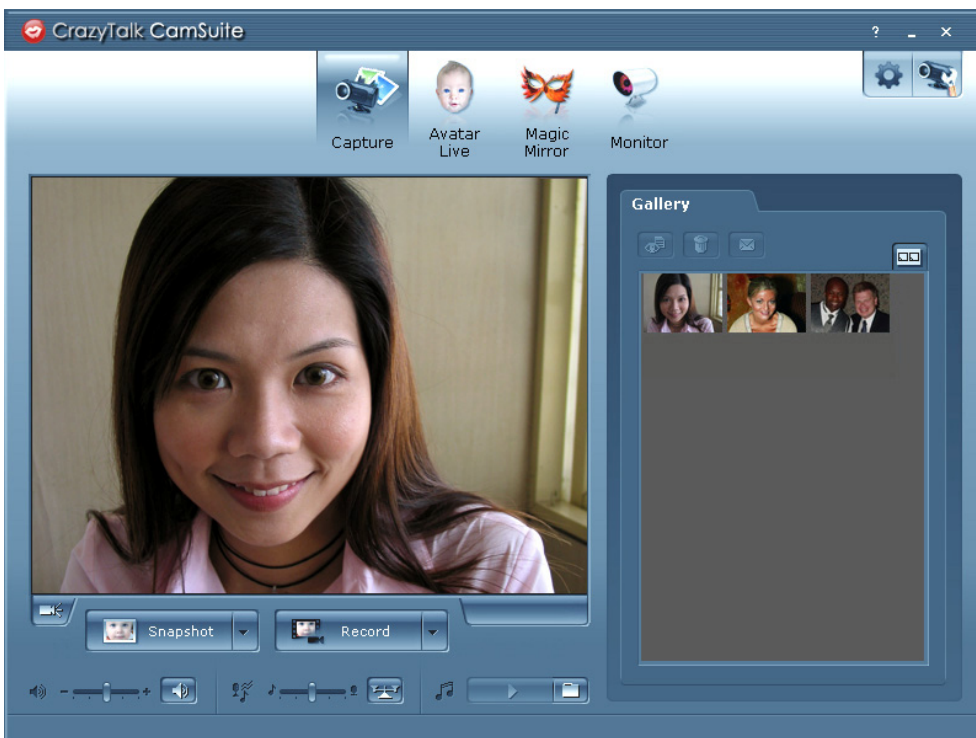 CrazyTalk CamSuite
?
Capture
Avatar
Live
Magic
Mirror
Monitor
Gallery
Snapshot
Record